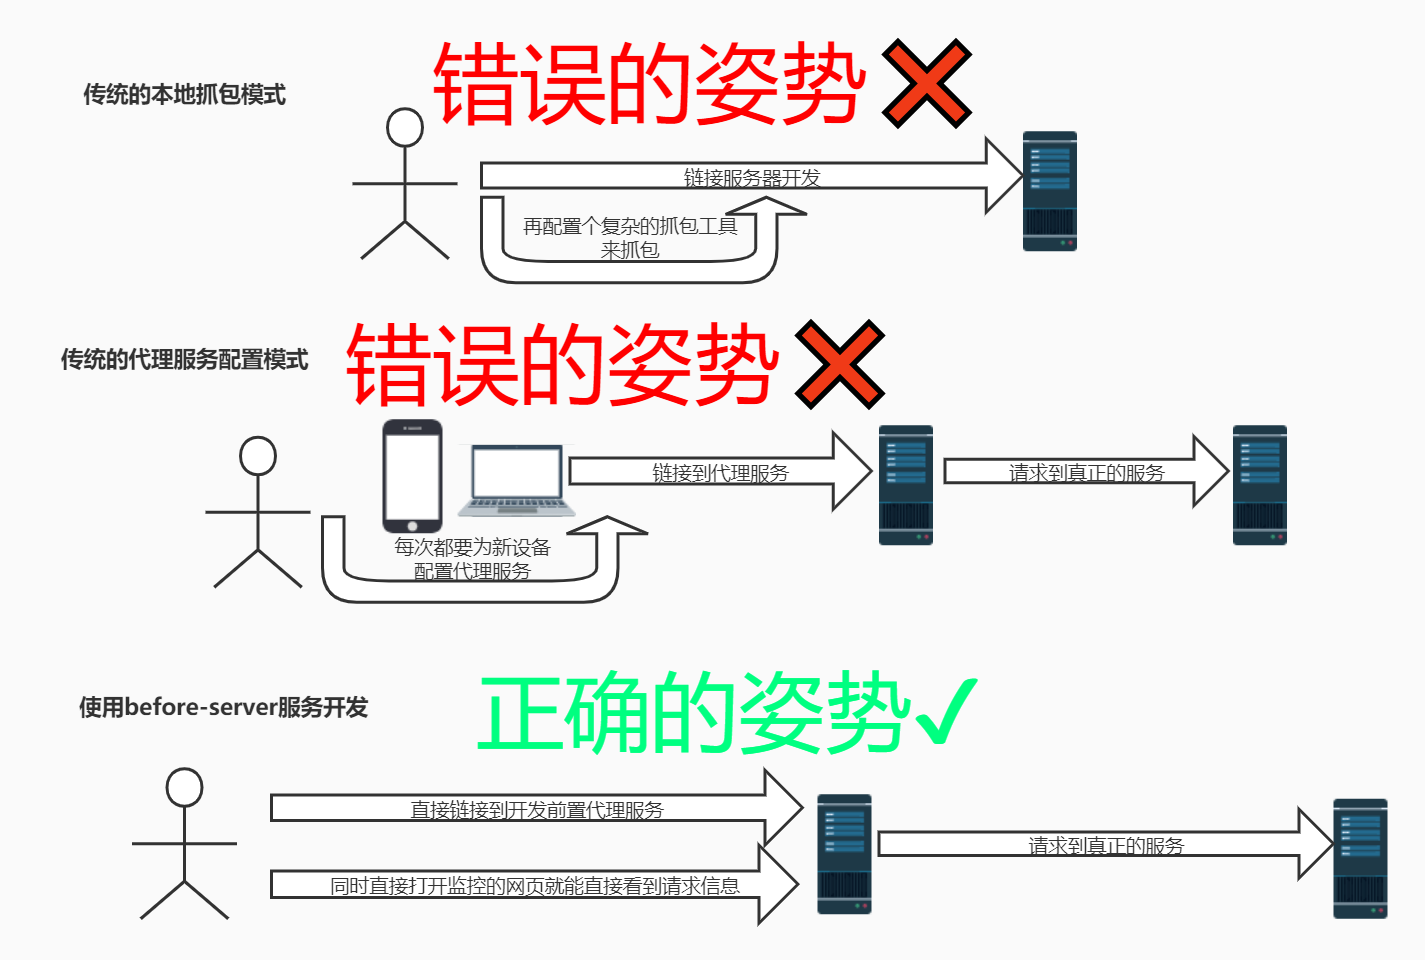 传统的本地抓包模式
错误的姿势
链接服务器开发
再配置个复杂的抓包工具
来抓包
传统的代理服务配置模式
错误的姿势
链接到代理服务
请求到真正的服务
每次都要为新设备
配置代理服务
使用before-server服务开发
正确的姿势
直接链接到开发前置代理服务
请求到真正的服务
同时直接打开监控的网页就能直接看到请求信息